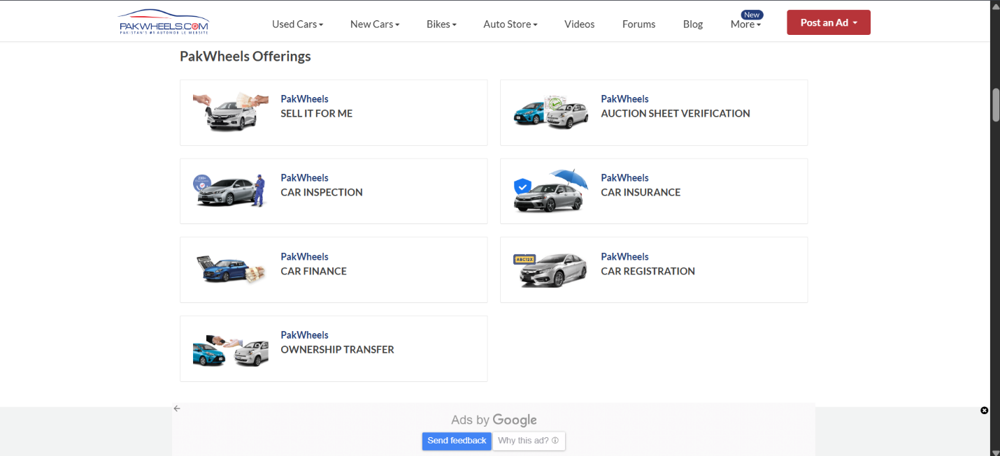 PAKWHEELS.COM
PAKISTAN'S #1 AUTOMOBILE WEBSITE
Used Cars
New Cars
Bikes
Auto Store
Videos
Forums
Blog
New
More
Post an Ad
PakWheels Offerings
PakWheels
SELL IT FOR ME
PakWheels
AUCTION SHEET VERIFICATION
200+
PakWheels
CAR INSPECTION
PakWheels
CAR INSURANCE
PakWheels
CAR FINANCE
ABC12X
PakWheels
CAR REGISTRATION
PakWheels
OWNERSHIP TRANSFER
Ads by Google
Send feedback
Why this ad?